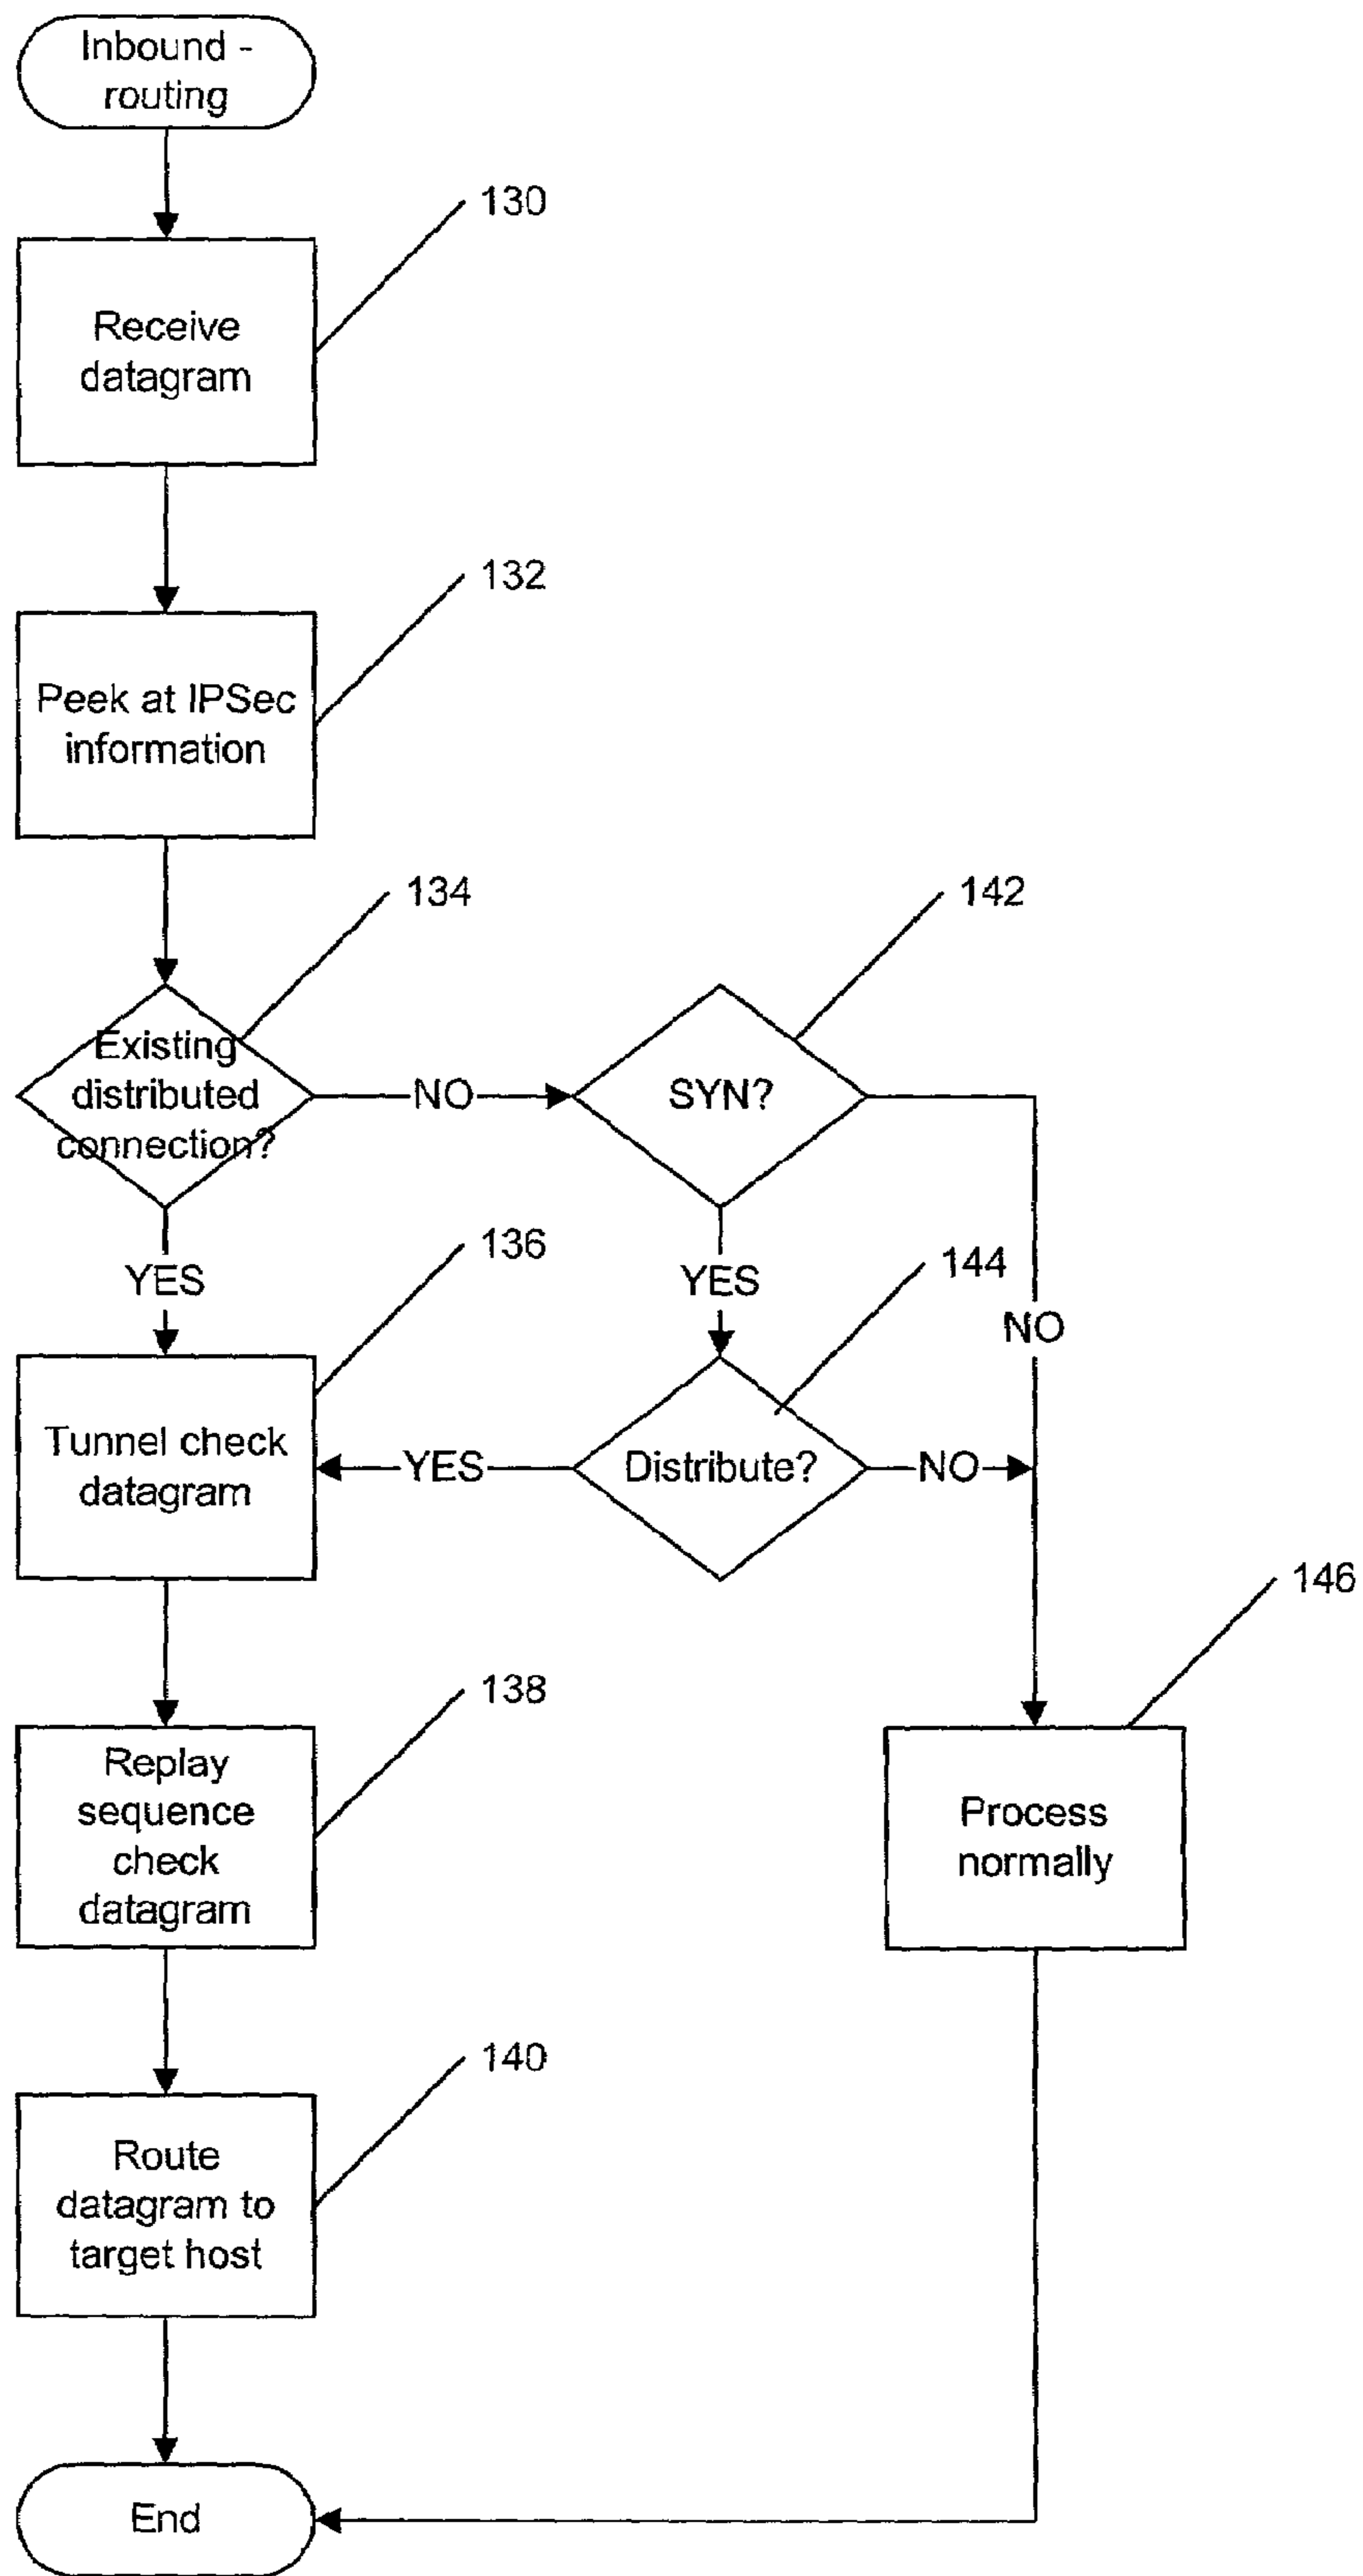 Inbound -
routing
130
Receive
datagram
132
Peek at IPSec
information
134
142
Existing
distributed
connection?
NO
SYN?
136
144
YES
YES
NO
Tunnel check
datagram
YES
Distribute?
NO
146
138
Replay
sequence
check
datagram
Process
normally
140
Route
datagram to
target host
End